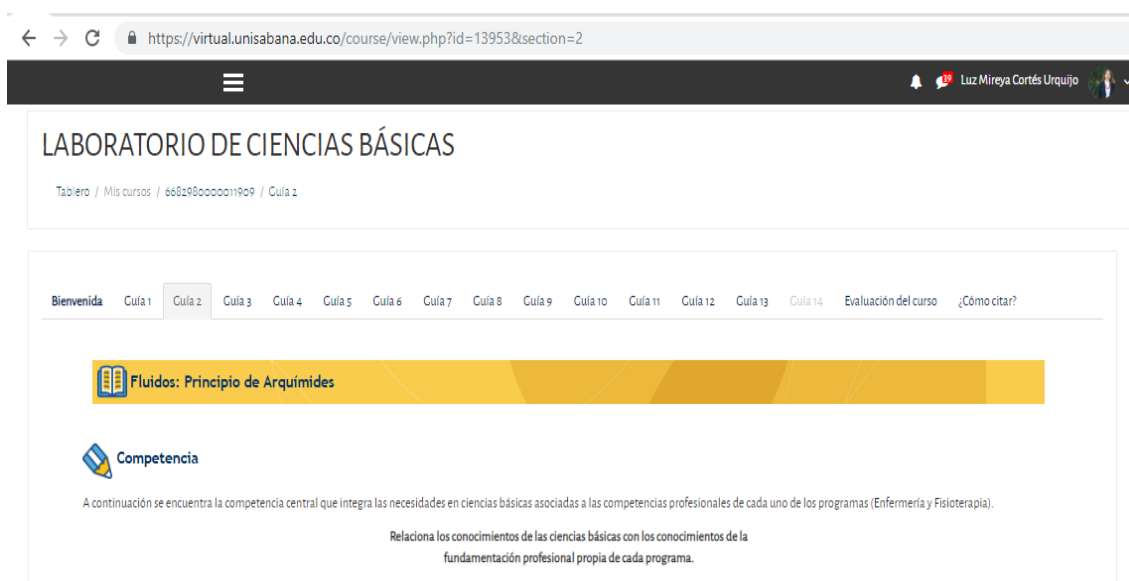 https://virtual.unisabana.edu.co/course/view.php?id=13953&section=2
39 Luz Mireya Cortés Urquijo
LABORATORIO DE CIENCIAS BÁSICAS
Tablero / Mis cursos / 6682980000011909 / Guía 2
Bienvenida Guía 1 Guía 2 Guía 3 Guía 4 Guía 5 Guía 6 Guía 7 Guía 8 Guía 9 Guía 10 Guía 11 Guía 12 Guía 13 Guía 14 Evaluación del curso ¿Cómo citar?
Fluidos: Principio de Arquímides
Competencia
A continuación se encuentra la competencia central que integra las necesidades en ciencias básicas asociadas a las competencias profesionales de cada uno de los programas (Enfermería y Fisioterapia).
Relaciona los conocimientos de las ciencias básicas con los conocimientos de la
fundamentación profesional propia de cada programa.